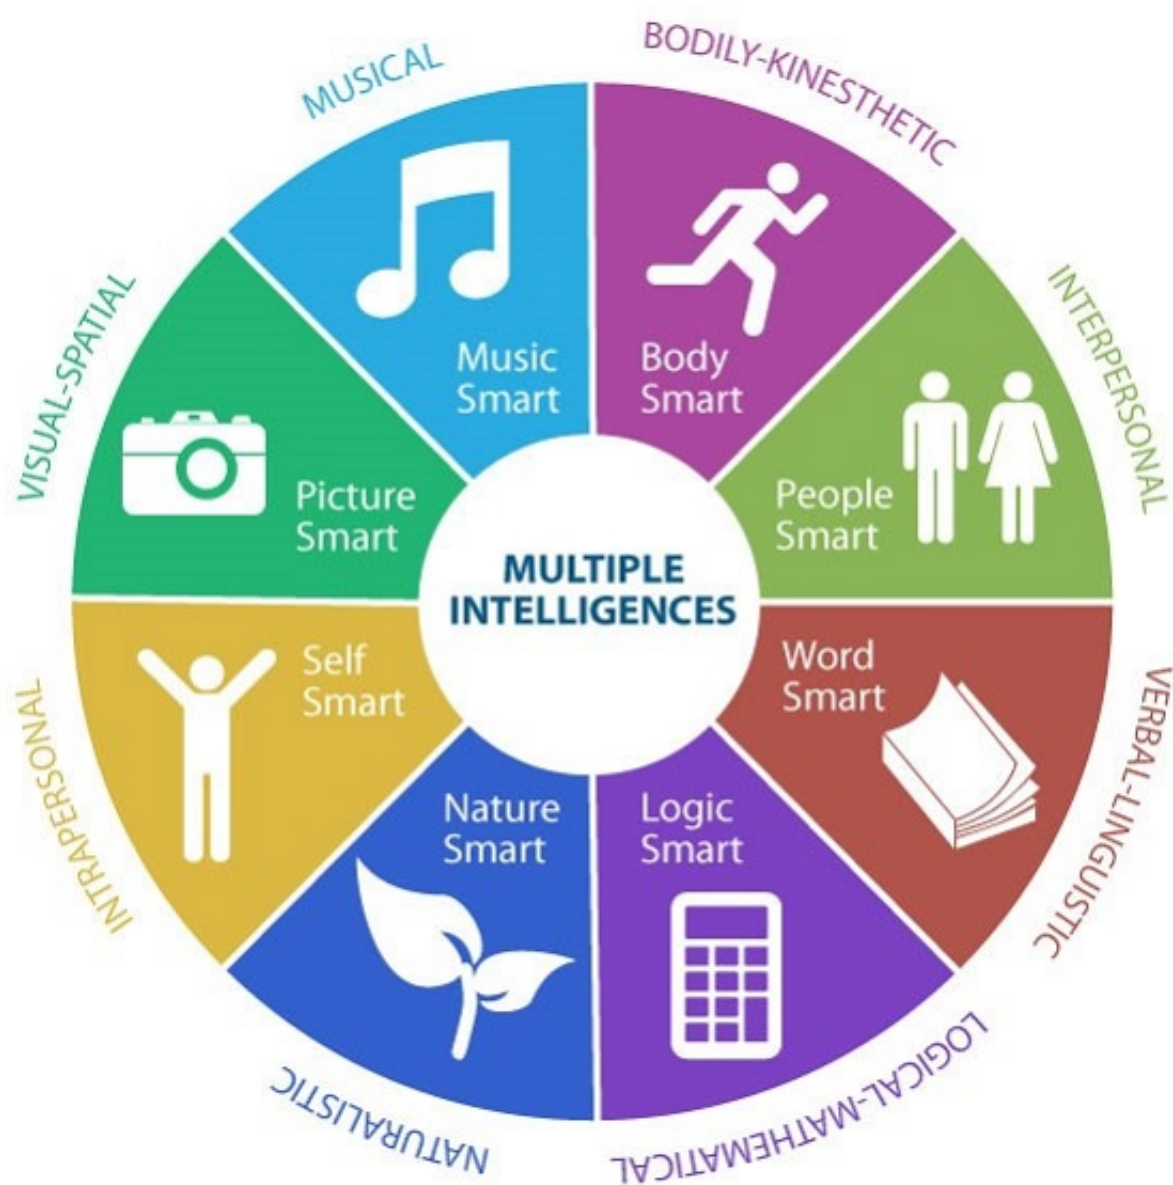 MUSICAL
BODILY-KINESTHETIC
INTERPERSONAL
VERBAL-LINGUISTIC
LOGICAL-MATHEMATICAL
NATURALISTIC
INTRAPERSONAL
VISUAL-SPATIAL
Music
Smart
Body
Smart
People
Smart
Word
Smart
Logic
Smart
Nature
Smart
Self
Smart
Picture
Smart
MULTIPLE
INTELLIGENCES